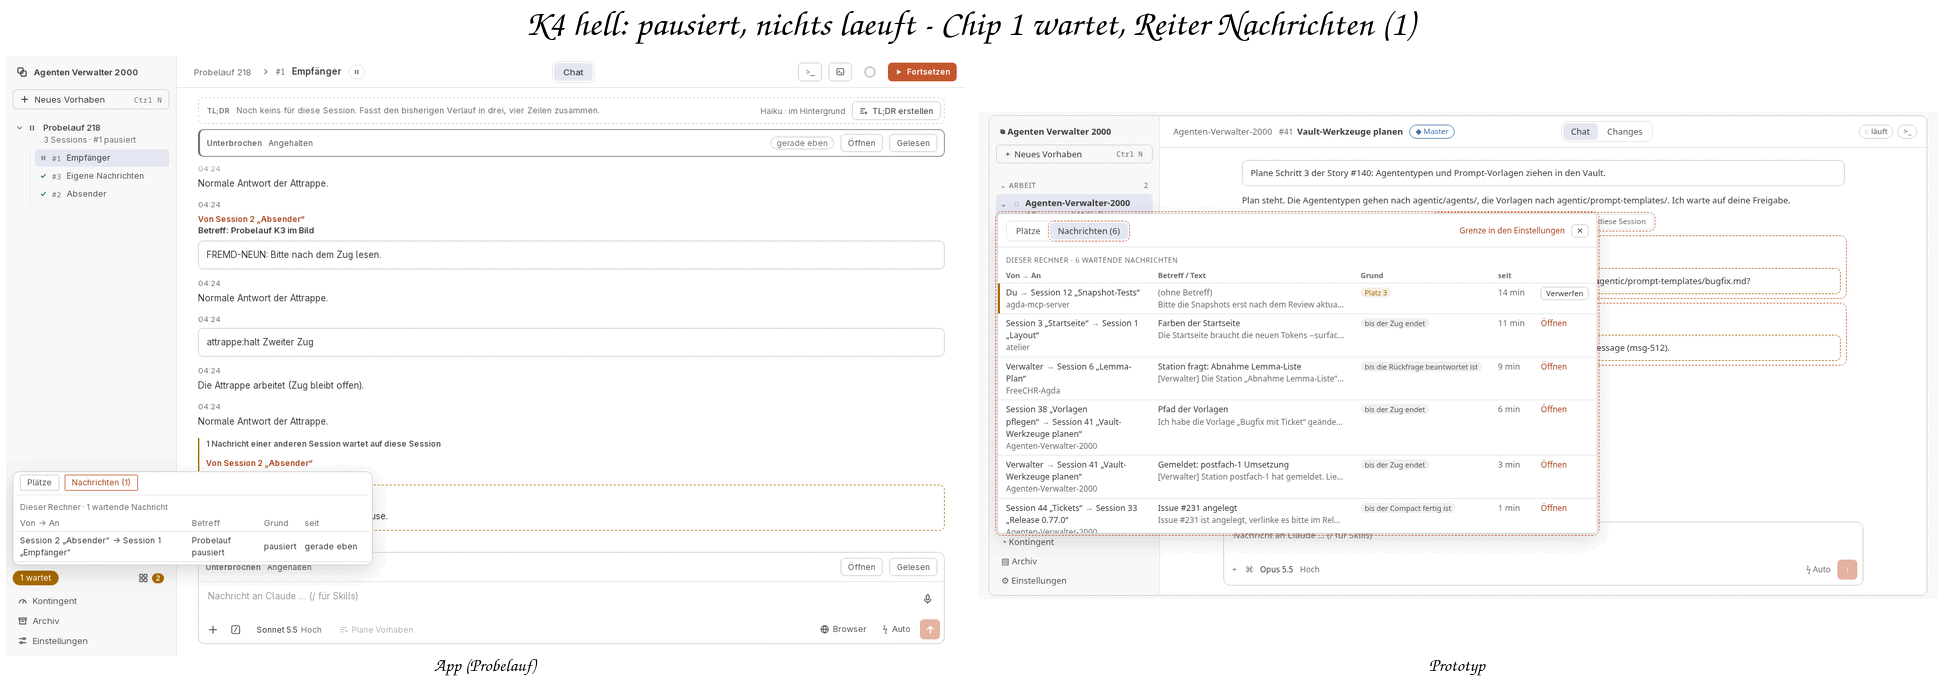 K4 hell: pausiert, nichts laeuft - Chip 1 wartet, Reiter Nachrichten (1)
Agenten Verwalter 2000
Neues Vorhaben Ctrl N
Probelauf 218
3 Sessions · #1 pausiert
#1 Empfänger
#3 Eigene Nachrichten
#2 Absender
Probelauf 218 > #1 Empfänger
Chat
>_
Fortsetzen
TL;DR Noch keins für diese Session. Fasst den bisherigen Verlauf in drei, vier Zeilen zusammen.
Haiku · im Hintergrund
TL;DR erstellen
Unterbrochen Angehalten
gerade eben
Öffnen
Gelesen
04:24
Normale Antwort der Attrappe.
04:24
Von Session 2 „Absender“
Betreff: Probelauf K3 im Bild
FREMD-NEUN: Bitte nach dem Zug lesen.
04:24
Normale Antwort der Attrappe.
04:24
attrappe:halt Zweiter Zug
04:24
Die Attrappe arbeitet (Zug bleibt offen).
04:24
Normale Antwort der Attrappe.
1 Nachricht einer anderen Session wartet auf diese Session
Von Session 2 „Absender“
use.
Plätze
Nachrichten (1)
Dieser Rechner · 1 wartende Nachricht
Von → An Betreff Grund seit
Session 2 „Absender“ → Session 1 „Empfänger“ Probelauf pausiert pausiert gerade eben
1 wartet
2
Kontingent
Archiv
Einstellungen
Unterbrochen Angehalten
Öffnen
Gelesen
Nachricht an Claude ... (/ für Skills)
Sonnet 5.5 Hoch
Plane Vorhaben
Browser
Auto
App (Probelauf)
Agenten Verwalter 2000
+ Neues Vorhaben Ctrl N
ARBEIT 2
Agenten-Verwalter-2000
Agenten-Verwalter-2000 #41 Vault-Werkzeuge planen
Master
Chat
Changes
läuft
>_
Plane Schritt 3 der Story #140: Agententypen und Prompt-Vorlagen ziehen in den Vault.
Plan steht. Die Agententypen gehen nach agentic/agents/, die Vorlagen nach agentic/prompt-templates/. Ich warte auf deine Freigabe.
diese Session
gentic/prompt-templates/bugfix.md?
essage (msg-512).
Plätze
Nachrichten (6)
Grenze in den Einstellungen
×
DIESER RECHNER · 6 WARTENDE NACHRICHTEN
Von → An Betreff / Text Grund seit
Du → Session 12 „Snapshot-Tests“ (ohne Betreff) Platz 3 14 min Verwerfen
agda-mcp-server Bitte die Snapshots erst nach dem Review aktua...
Session 3 „Startseite“ → Session 1 Farben der Startseite bis der Zug endet 11 min Öffnen
„Layout“ Die Startseite braucht die neuen Tokens --surfac...
atelier
Verwalter → Session 6 „Lemma- Station fragt: Abnahme Lemma-Liste bis die Rückfrage beantwortet ist 9 min Öffnen
Plan“ [Verwalter] Die Station „Abnahme Lemma-Liste“...
FreeCHR-Agda
Session 38 „Vorlagen Pfad der Vorlagen bis der Zug endet 6 min Öffnen
pflegen“ → Session 41 „Vault- Ich habe die Vorlage „Bugfix mit Ticket“ geände...
Werkzeuge planen“
Agenten-Verwalter-2000
Verwalter → Session 41 „Vault- Gemeldet: postfach-1 Umsetzung bis der Zug endet 3 min Öffnen
Werkzeuge planen“ [Verwalter] Station postfach-1 hat gemeldet. Lie...
Agenten-Verwalter-2000
Session 44 „Tickets“ → Session 33 Issue #231 angelegt bis der Compact fertig ist 1 min Öffnen
„Release 0.77.0“ Issue #231 ist angelegt, verlinke es bitte im Rel...
Agenten-Verwalter-2000
Kontingent
Archiv
Einstellungen
Nachricht an Claude ... (/ für Skills)
+ ⌘ Opus 5.5 Hoch
Auto
Prototyp